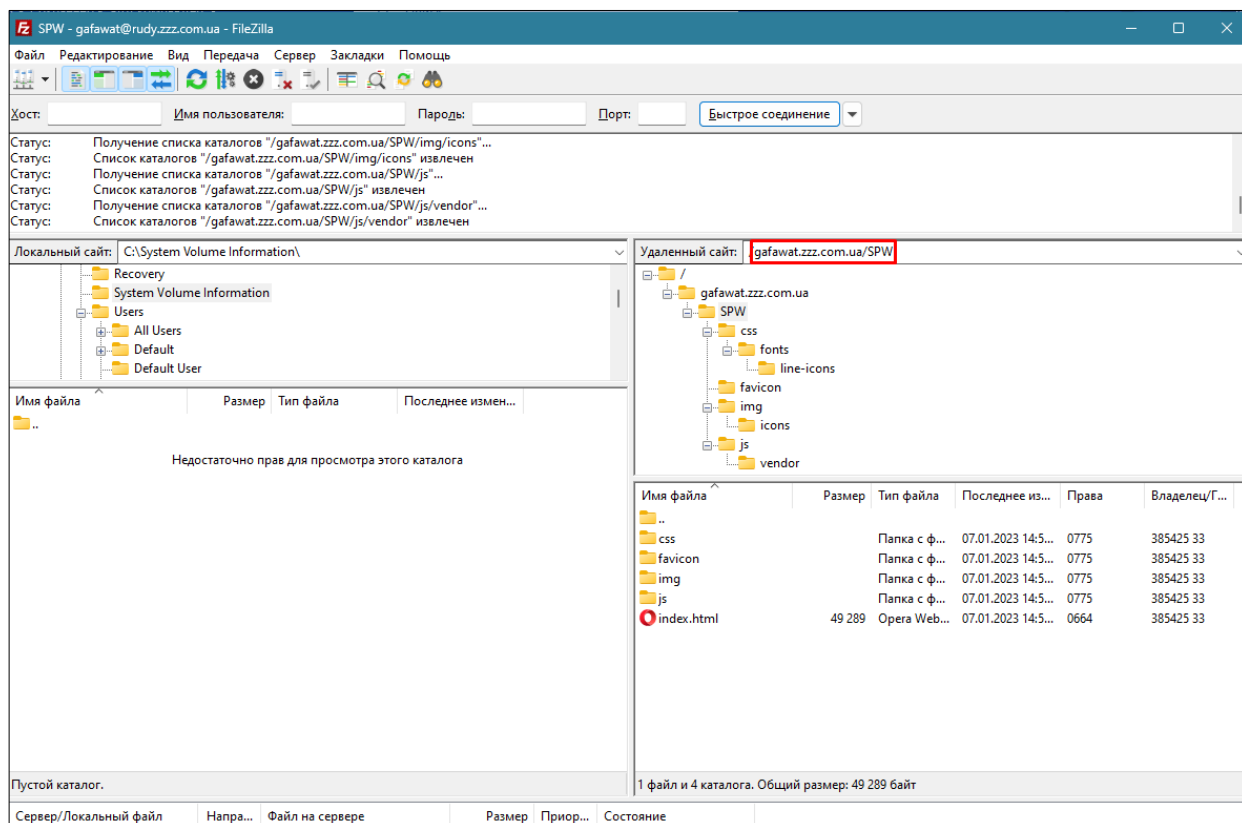 SPW - gafawat@rudy.zzz.com.ua - FileZilla
Файл Редактирование Вид Передача Сервер Закладки Помощь
Хост: Имя пользователя: Пароль: Порт: Быстрое соединение
Статус: Получение списка каталогов "/gafawat.zzz.com.ua/SPW/img/icons"...
Статус: Список каталогов "/gafawat.zzz.com.ua/SPW/img/icons" извлечен
Статус: Получение списка каталогов "/gafawat.zzz.com.ua/SPW/js"...
Статус: Список каталогов "/gafawat.zzz.com.ua/SPW/js" извлечен
Статус: Получение списка каталогов "/gafawat.zzz.com.ua/SPW/js/vendor"...
Статус: Список каталогов "/gafawat.zzz.com.ua/SPW/js/vendor" извлечен
Локальный сайт: C:\System Volume Information\
Recovery
System Volume Information
Users
All Users
Default
Default User
Имя файла Размер Тип файла Последнее измен...
..
Недостаточно прав для просмотра этого каталога
Пустой каталог.
Удаленный сайт: /gafawat.zzz.com.ua/SPW
/
gafawat.zzz.com.ua
SPW
css
fonts
line-icons
favicon
img
icons
js
vendor
Имя файла Размер Тип файла Последнее из... Права Владелец/Г...
..
css Папка с ф... 07.01.2023 14:5... 0775 385425 33
favicon Папка с ф... 07.01.2023 14:5... 0775 385425 33
img Папка с ф... 07.01.2023 14:5... 0775 385425 33
js Папка с ф... 07.01.2023 14:5... 0775 385425 33
index.html 49 289 Opera Web... 07.01.2023 14:5... 0664 385425 33
1 файл и 4 каталога. Общий размер: 49 289 байт
Сервер/Локальный файл Напра... Файл на сервере Размер Приор... Состояние